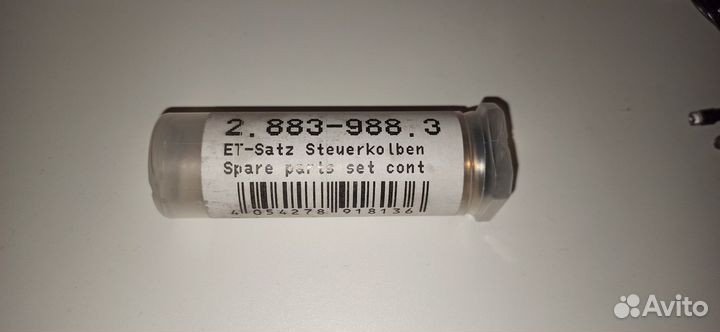 2.883-988.3
ET-Satz Steuerkolben
Spare parts set cont
4 054278 918136
Avito